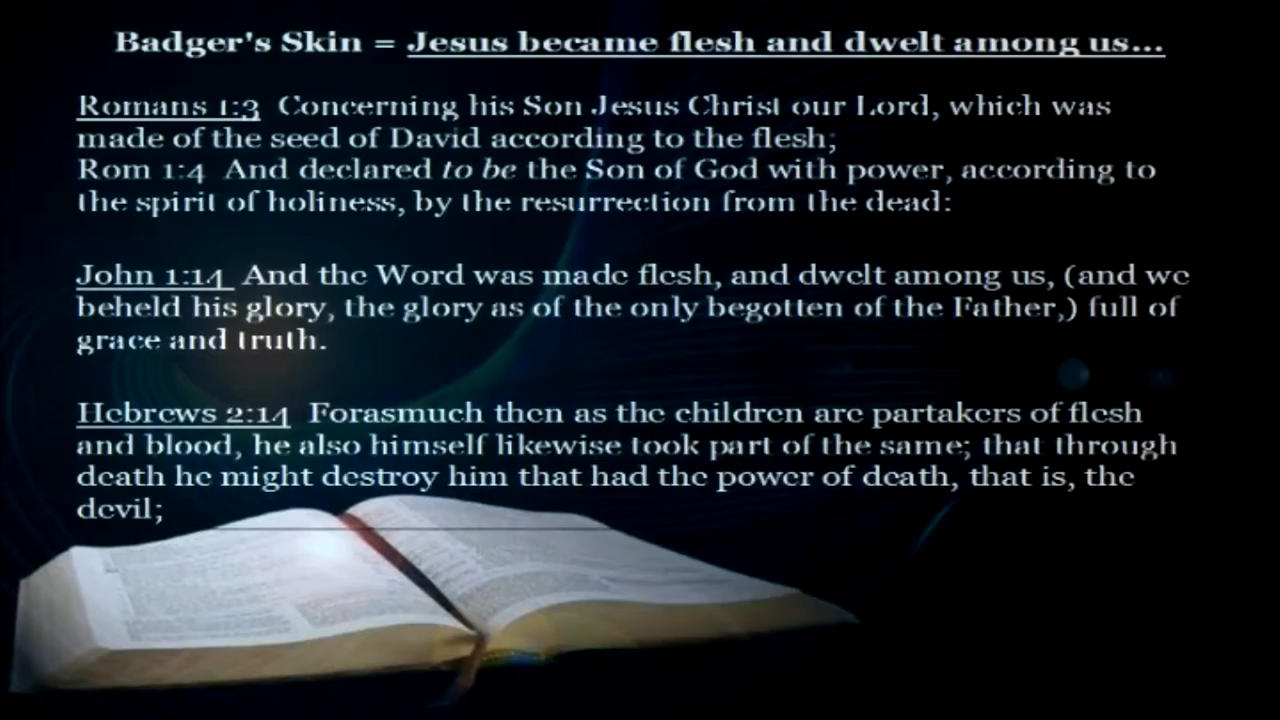 Badger's Skin = Jesus became flesh and dwelt among us...
Romans 1:3 Concerning his Son Jesus Christ our Lord, which was
made of the seed of David according to the flesh;
Rom 1:4 And declared to be the Son of God with power, according to
the spirit of holiness, by the resurrection from the dead:
John 1:14 And the Word was made flesh, and dwelt among us, (and we
beheld his glory, the glory as of the only begotten of the Father,) full of
grace and truth.
Hebrews 2:14 Forasmuch then as the children are partakers of flesh
and blood, he also himself likewise took part of the same; that through
death he might destroy him that had the power of death, that is, the
devil;